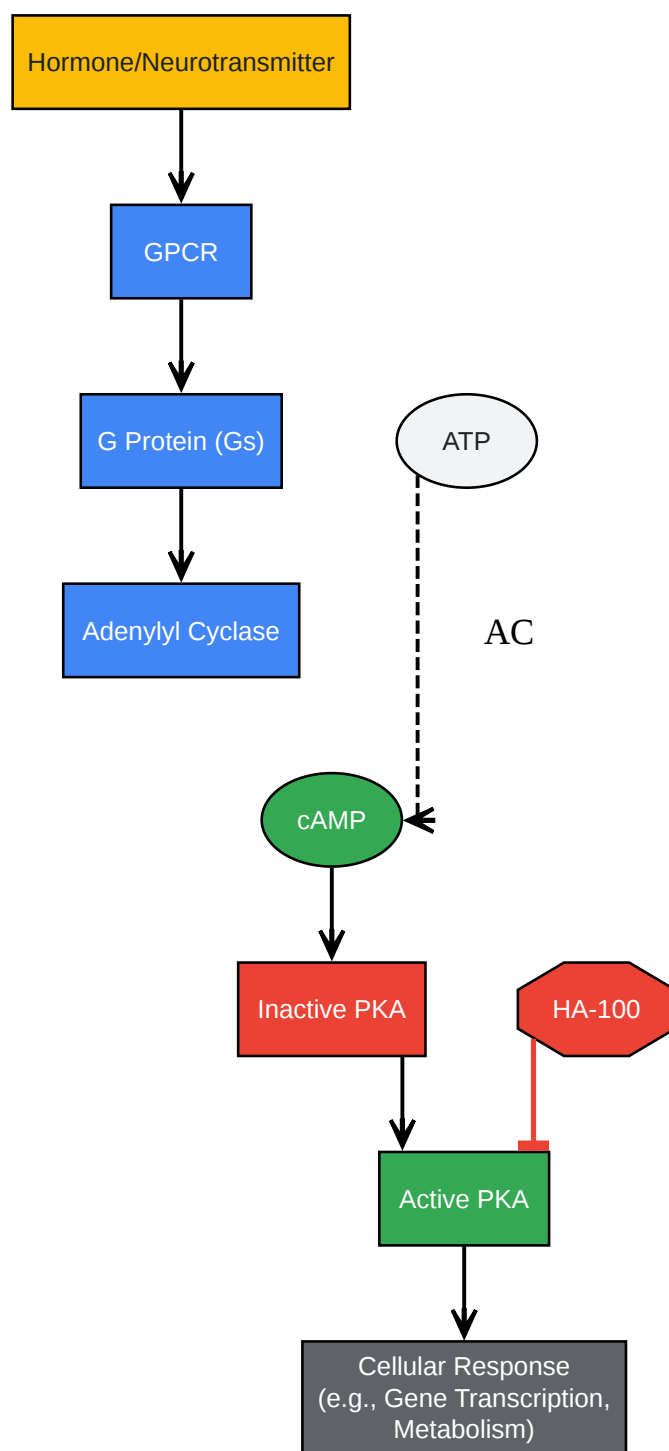 Hormone/Neurotransmitter
GPCR
G Protein (Gs)
ATP
Adenylyl Cyclase
AC
cAMP
Inactive PKA
HA-100
Active PKA
Cellular Response
(e.g., Gene Transcription,
Metabolism)